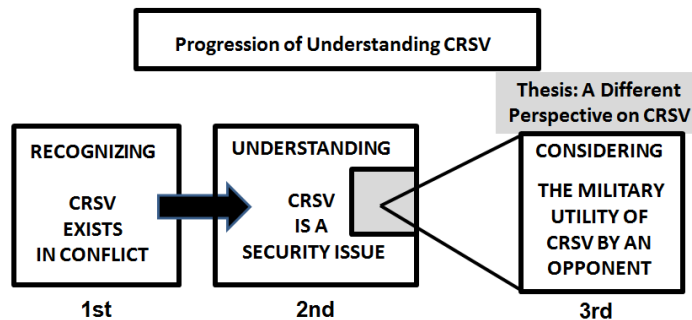 Progression of Understanding CRSV
Thesis: A Different
Perspective on CRSV
RECOGNIZING
CRSV
EXISTS
IN CONFLICT
1st
UNDERSTANDING
CRSV
IS A
SECURITY ISSUE
2nd
CONSIDERING
THE MILITARY
UTILITY OF
CRSV BY AN
OPPONENT
3rd